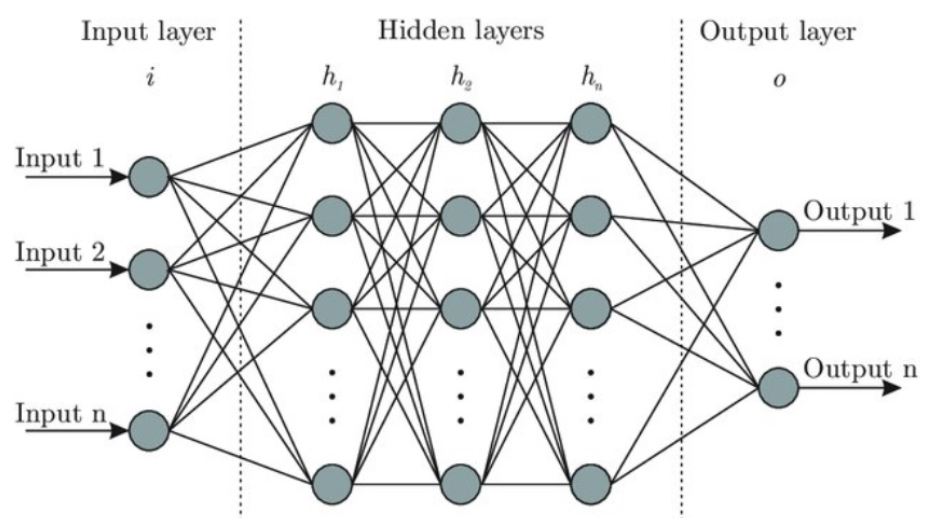 Input layer
Hidden layers
Output layer
i
h₁
h₂
hₙ
o
Input 1
Input 2
Input n
Output 1
Output n